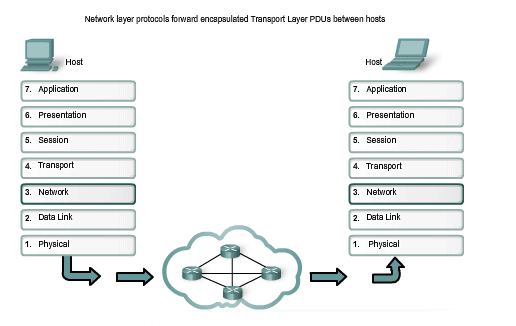 Network layer protocols forward encapsulated Transport Layer PDUs between hosts
Host
7. Application
6. Presentation
5. Session
4. Transport
3. Network
2. Data Link
1. Physical
Host
7. Application
6. Presentation
5. Session
4. Transport
3. Network
2. Data Link
1. Physical